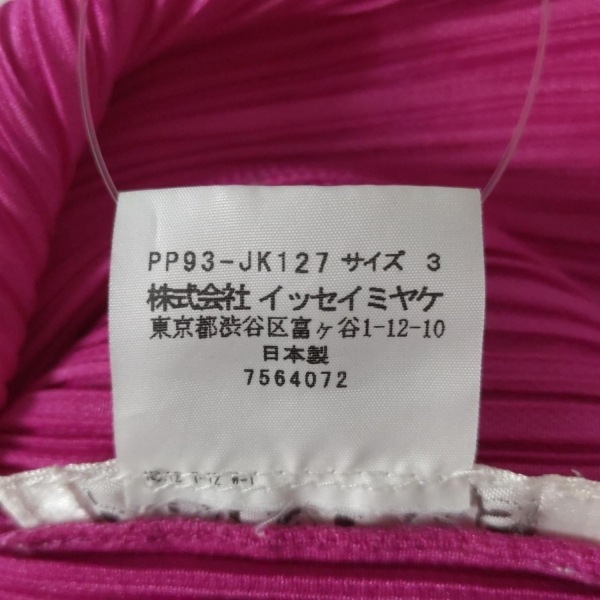 PP93-JK127 サイズ 3
株式会社 イッセイミヤケ
東京都渋谷区富ヶ谷1-12-10
日本製
7564072